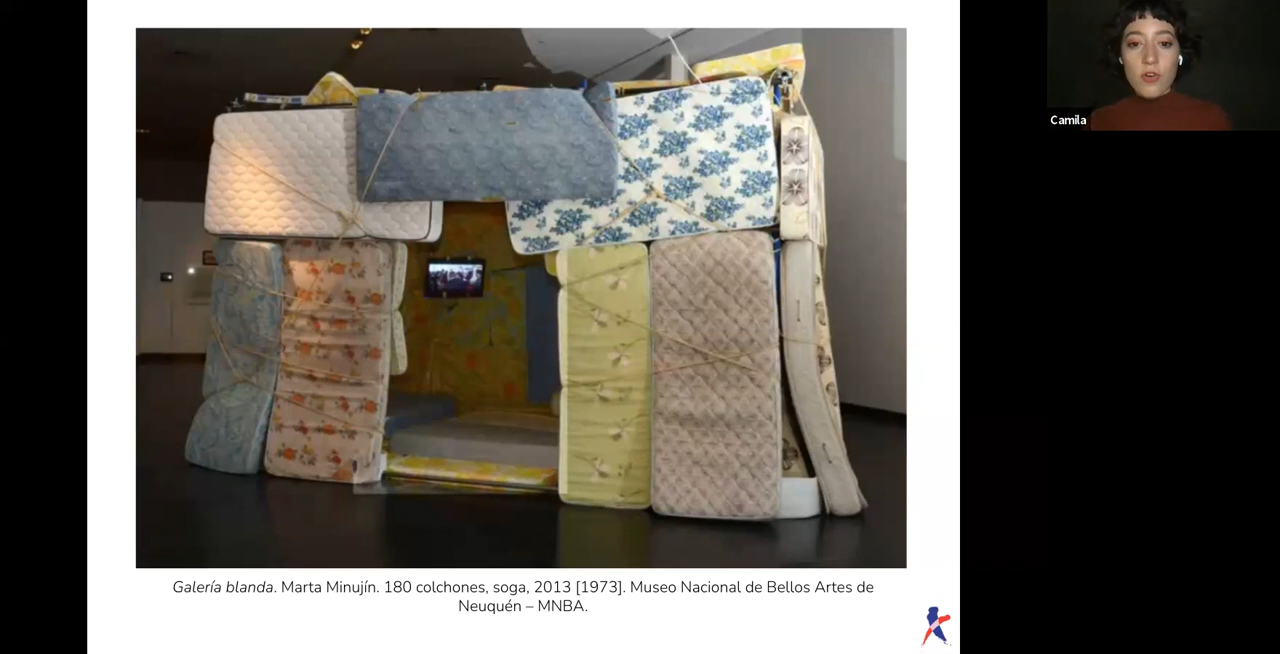 Galería blanda. Marta Minujín. 180 colchones, soga, 2013 [1973]. Museo Nacional de Bellos Artes de
Neuquén – MNBA.
Camila